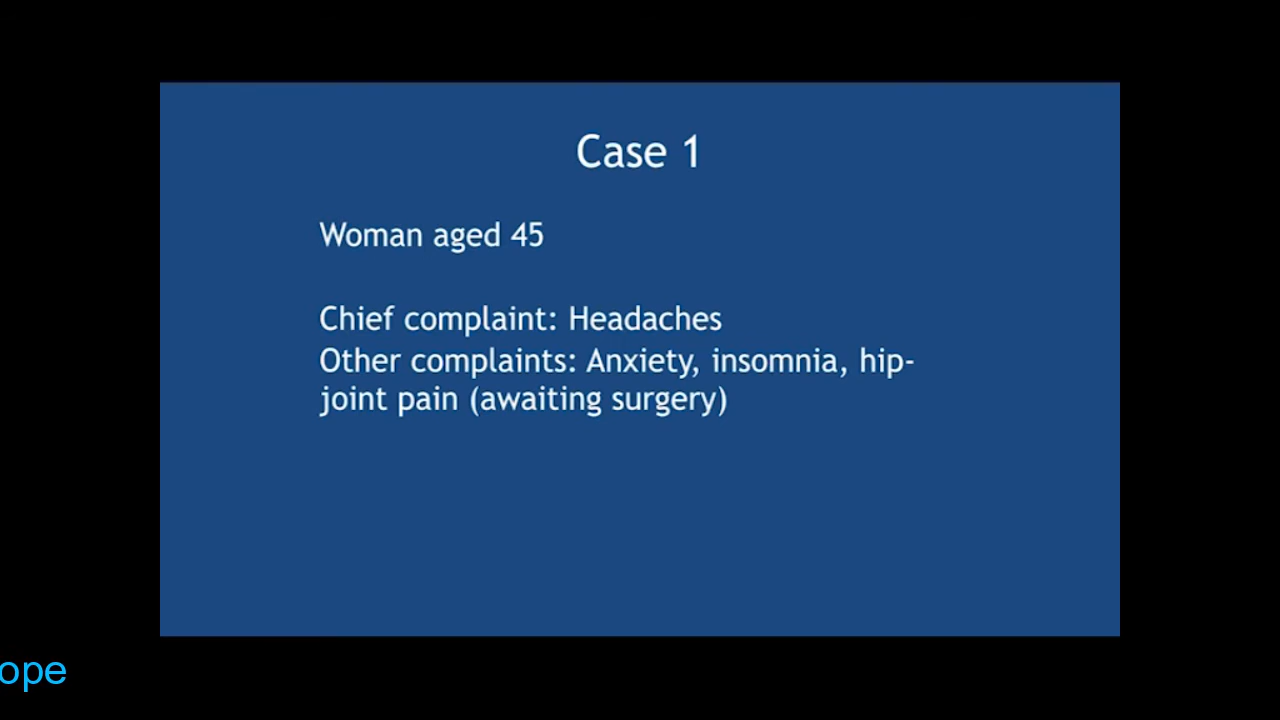 Case 1
Woman aged 45
Chief complaint: Headaches
Other complaints: Anxiety, insomnia, hip-
joint pain (awaiting surgery)
ope